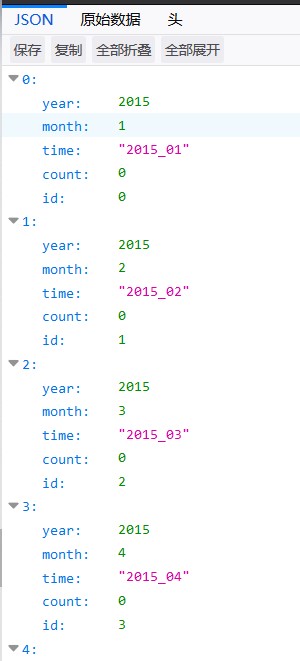 JSON 原始数据 头
保存 复制 全部折叠 全部展开
0:
year: 2015
month: 1
time: "2015_01"
count: 0
id: 0
1:
year: 2015
month: 2
time: "2015_02"
count: 0
id: 1
2:
year: 2015
month: 3
time: "2015_03"
count: 0
id: 2
3:
year: 2015
month: 4
time: "2015_04"
count: 0
id: 3
4: